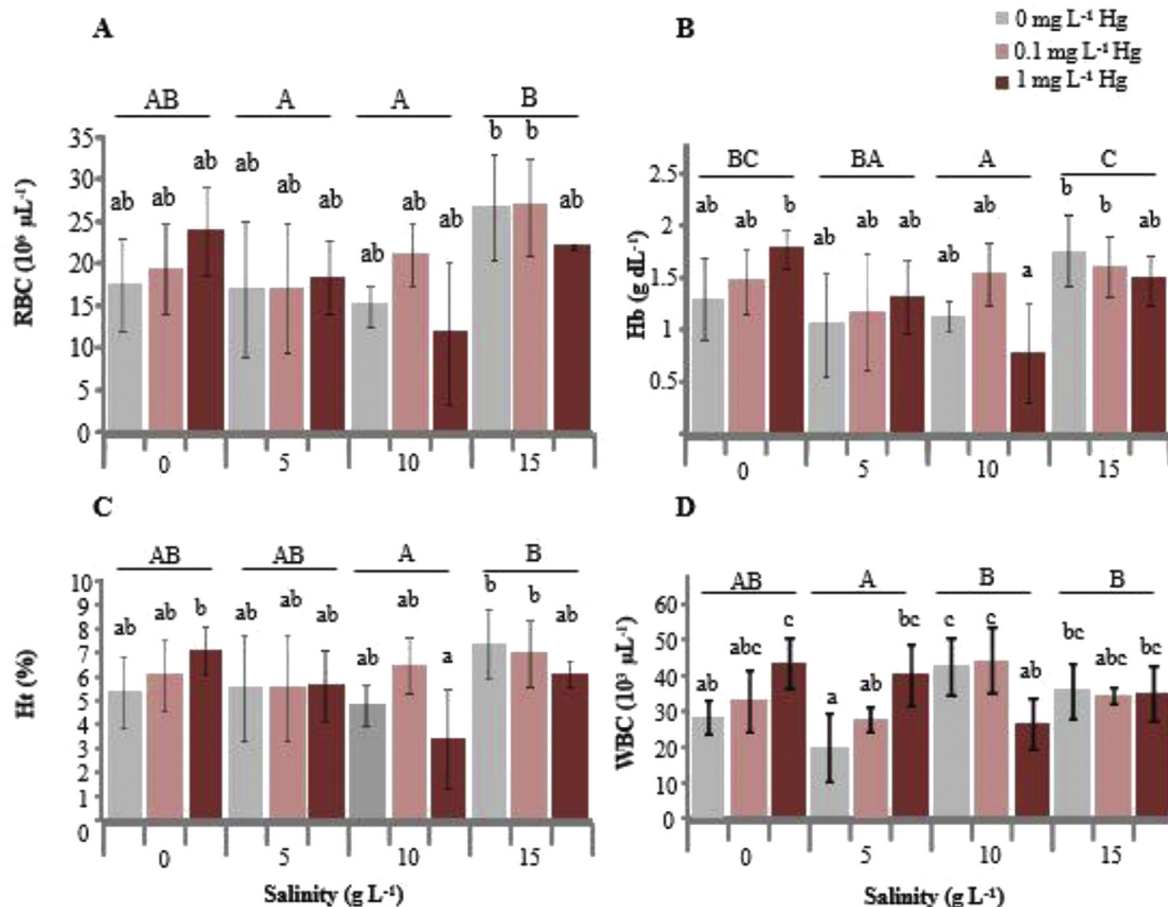 A
B
0 mg L⁻¹ Hg
0.1 mg L⁻¹ Hg
1 mg L⁻¹ Hg
AB A A B
RBC (10⁶ µL⁻¹)
35
30
25
20
15
10
5
0
ab ab ab ab ab ab ab ab ab b b ab
0 5 10 15
BC BA A C
Hb (g dL⁻¹)
2.5
2
1.5
1
0.5
ab ab b ab ab ab ab ab a b b ab
0 5 10 15
C
D
AB AB A B
Ht (%)
10
9
8
7
6
5
4
3
2
1
0
ab ab b ab ab ab ab ab a b b ab
0 5 10 15
Salinity (g L⁻¹)
AB A B B
WBC (10³ µL⁻¹)
60
50
40
30
20
10
0
ab abc c a ab bc c c ab bc abc bc
0 5 10 15
Salinity (g L⁻¹)